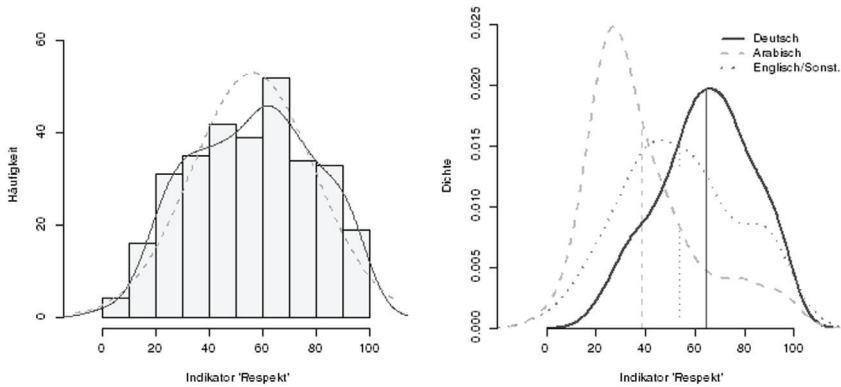 Häufigkeit
60
40
20
0
0 20 40 60 80 100
Indikator 'Respekt'
Dichte
0.025
0.020
0.015
0.010
0.005
0.000
0 20 40 60 80 100
Indikator 'Respekt'
Deutsch
Arabisch
Englisch/Sonst.